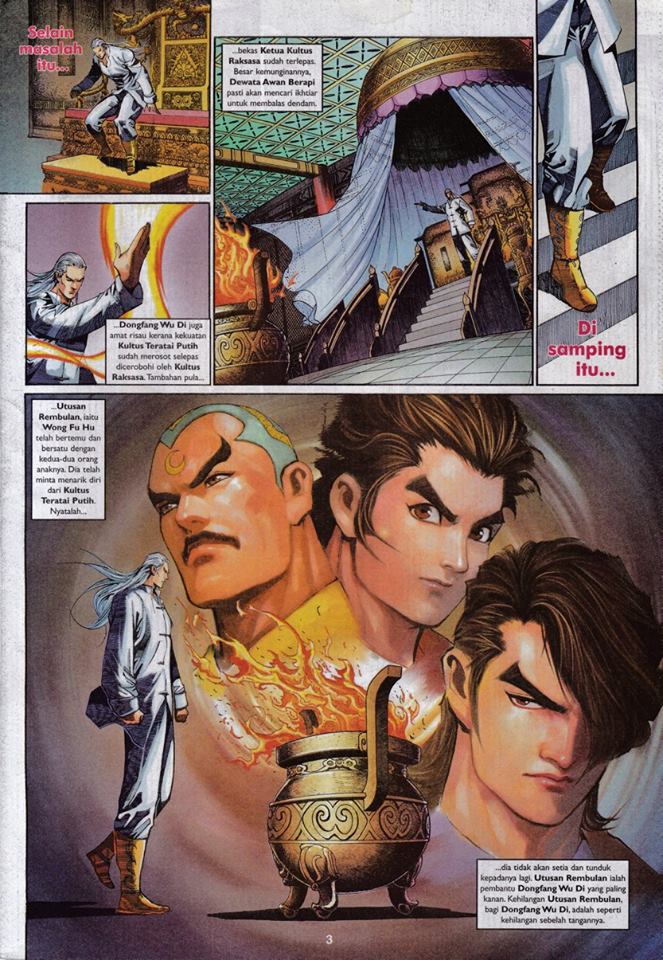 Selain
masalah
itu...
...bekas Ketua Kultus
Raksasa sudah terlepas.
Besar kemunginannya,
Dewata Awan Berapi
pasti akan mencari ikhtiar
untuk membalas dendam.
Di
samping
itu...
...Dongfang Wu Di juga
amat risau kerana kekuatan
Kultus Teratai Putih
sudah merosot selepas
dicerobohi oleh Kultus
Raksasa. Tambahan pula...
...Utusan
Rembulan, iaitu
Wong Fu Hu
telah bertemu dan
bersatu dengan
kedua-dua orang
anaknya. Dia telah
minta menarik diri
dari Kultus
Teratai Putih.
Nyatalah...
...dia tidak akan setia dan tunduk
kepadanya lagi. Utusan Rembulan ialah
pembantu Dongfang Wu Di yang paling
kanan. Kehilangan Utusan Rembulan,
bagi Dongfang Wu Di, adalah seperti
kehilangan sebelah tangannya.
3